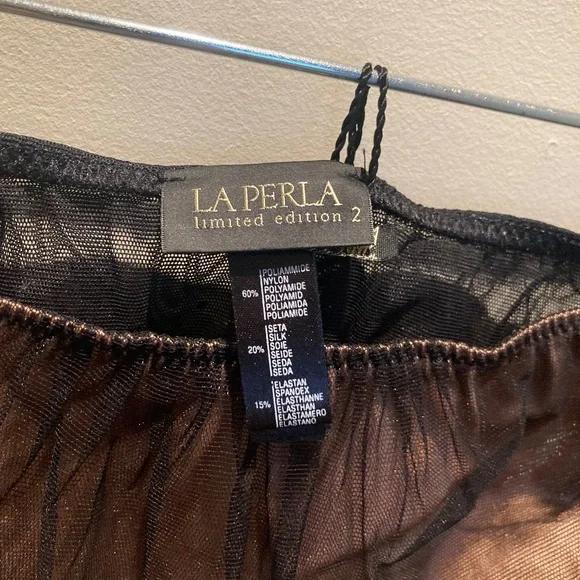 LA PERLA
limited edition 2
60%
POLIAMMIDE
NYLON
POLYAMIDE
POLYAMID
POLIAMIDA
POLIAMIDE
20%
SETA
SILK
SOIE
SEIDE
SEDA
SEDA
15%
ELASTAN
SPANDEX
ELASTHANNE
ELASTHAN
ELASTAMERO
ELASTANO